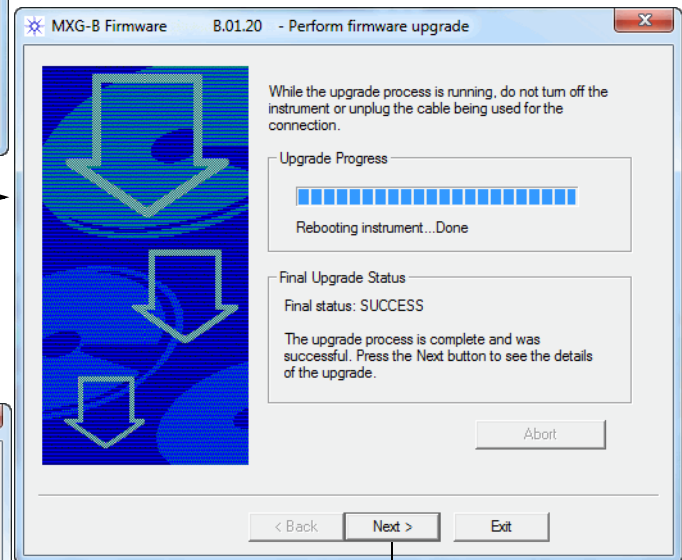 MXG-B Firmware B.01.20 - Perform firmware upgrade
While the upgrade process is running, do not turn off the
instrument or unplug the cable being used for the
connection.
Upgrade Progress
Rebooting instrument...Done
Final Upgrade Status
Final status: SUCCESS
The upgrade process is complete and was
successful. Press the Next button to see the details
of the upgrade.
Abort
< Back Next > Exit